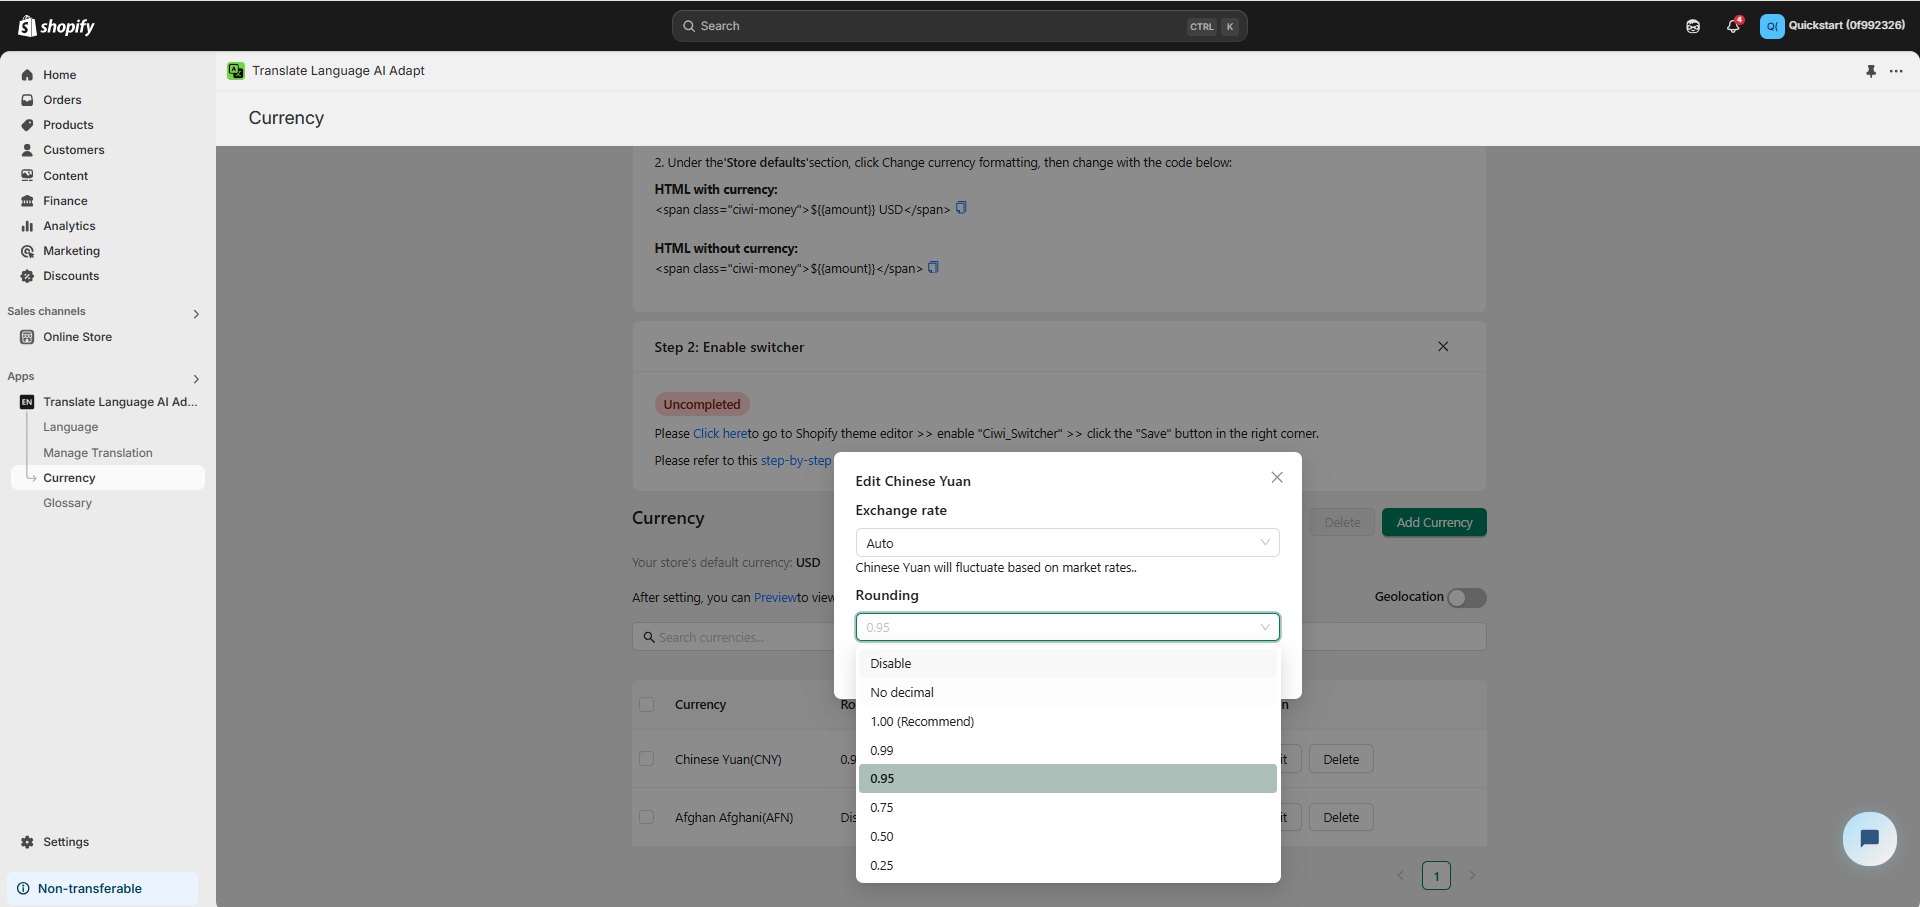 shopify
Search
CTRL K
4
Q(
Quickstart (0f992326)
Home
Orders
Products
Customers
Content
Finance
Analytics
Marketing
Discounts
Sales channels
Online Store
Apps
EN
Translate Language AI Ad...
Language
Manage Translation
Currency
Glossary
Settings
Non-transferable
Translate Language AI Adapt
Currency
2. Under the'Store defaults'section, click Change currency formatting, then change with the code below:
HTML with currency:
<span class="ciwi-money">${{amount}} USD</span>
HTML without currency:
<span class="ciwi-money">${{amount}}</span>
Step 2: Enable switcher
Uncompleted
Please Click hereto go to Shopify theme editor >> enable "Ciwi_Switcher" >> click the "Save" button in the right corner.
Please refer to this step-by-step
Currency
Delete
Add Currency
Your store's default currency: USD
After setting, you can Previewto view
Geolocation
Search currencies...
Currency
Ro
n
Chinese Yuan(CNY)
0.9
it
Delete
Afghan Afghani(AFN)
Dis
it
Delete
1
Edit Chinese Yuan
Exchange rate
Auto
Chinese Yuan will fluctuate based on market rates..
Rounding
0.95
Disable
No decimal
1.00 (Recommend)
0.99
0.95
0.75
0.50
0.25